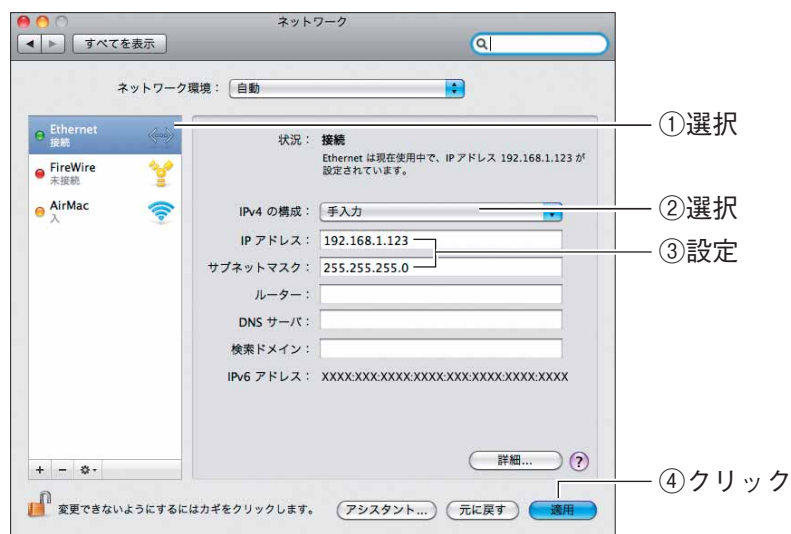 ネットワーク
すべてを表示
ネットワーク環境： 自動
Ethernet
接続
FireWire
未接続
AirMac
入
状況： 接続
Ethernet は現在使用中で、IP アドレス 192.168.1.123 が
設定されています。
IPv4 の構成： 手入力
IP アドレス： 192.168.1.123
サブネットマスク： 255.255.255.0
ルーター：
DNS サーバ：
検索ドメイン：
IPv6 アドレス： XXXX:XXX:XXXX:XXXX:XXX:XXXX:XXXX:XXXX
詳細... ?
変更できないようにするにはカギをクリックします。
アシスタント... 元に戻す 適用
①選択
②選択
③設定
④クリック